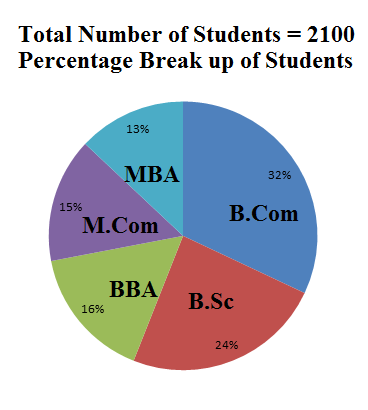 Total Number of Students = 2100
Percentage Break up of Students
13%
MBA
32%
B.Com
15%
M.Com
BBA
16%
B.Sc
24%